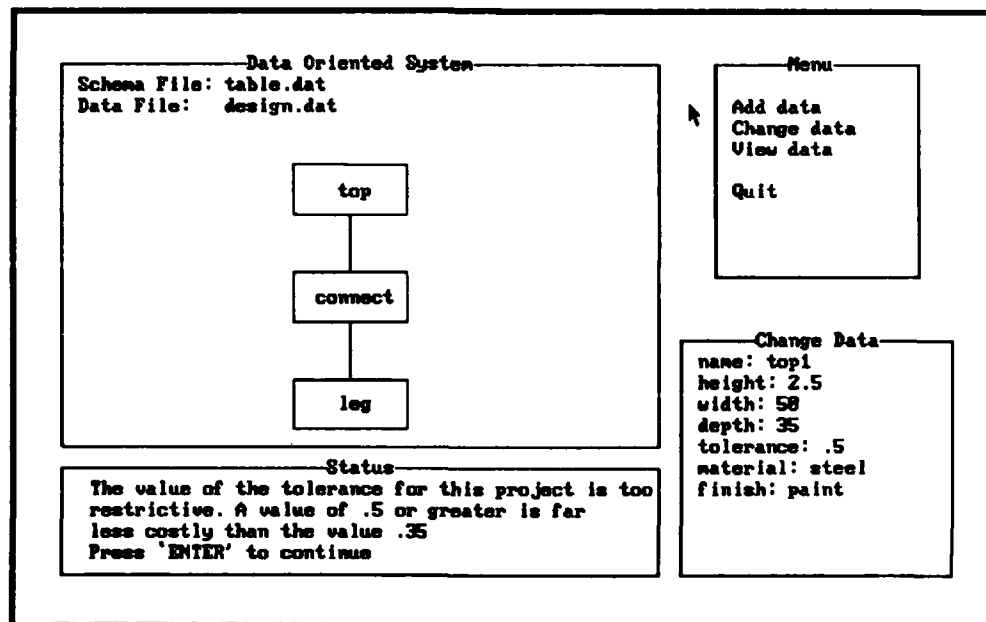 Data Oriented System
Schema File: table.dat
Data File: design.dat
top
connect
leg
Menu
Add data
Change data
View data
Quit
Change Data
name: top1
height: 2.5
width: 50
depth: 35
tolerance: .5
material: steel
finish: paint
Status
The value of the tolerance for this project is too
restrictive. A value of .5 or greater is far
less costly than the value .35
Press `ENTER' to continue